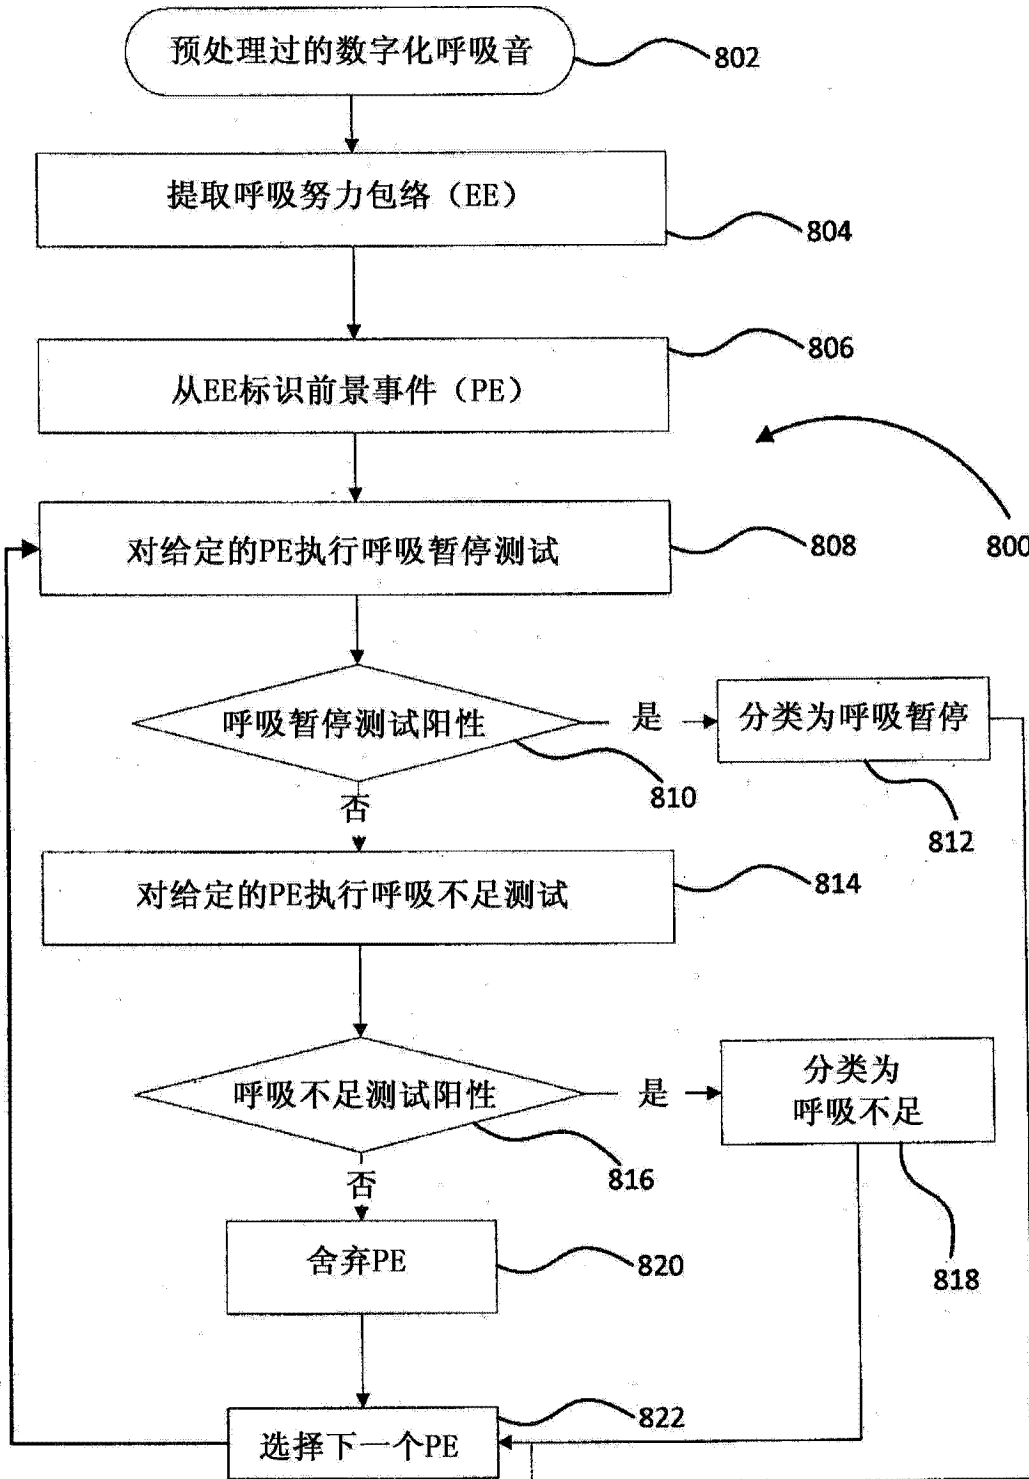 预处理过的数字化呼吸音
802
提取呼吸努力包络（EE）
804
806
从EE标识前景事件（PE）
对给定的PE执行呼吸暂停测试
808
800
呼吸暂停测试阳性
是
分类为呼吸暂停
810
812
否
对给定的PE执行呼吸不足测试
814
呼吸不足测试阳性
是
分类为
呼吸不足
816
818
否
舍弃PE
820
822
选择下一个PE